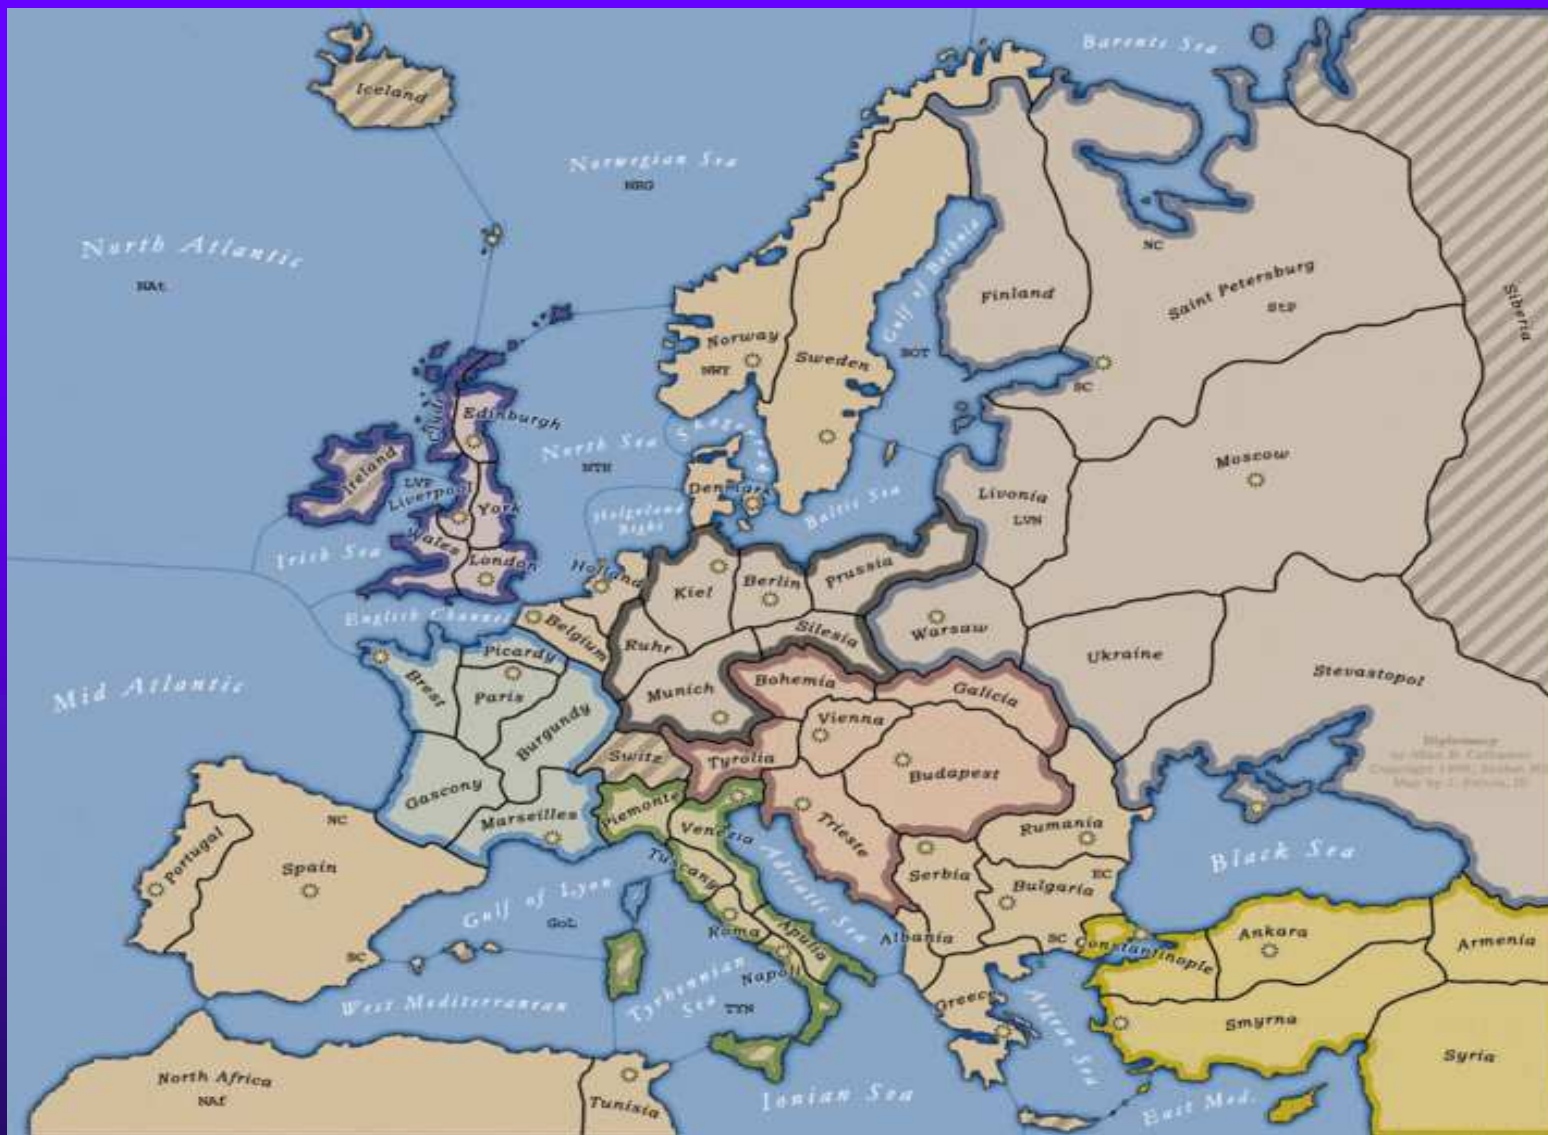 Barents Sea
Iceland
Norwegian Sea
NRG
North Atlantic
NAt
NC
Saint Petersburg
StP
Finland
Siberia
Gulf of Bothnia
BOT
Norway
NWY
Sweden
SC
Clyde
Edinburgh
North Sea
NTH
Denmark
Baltic Sea
Moscow
Ireland
LVP
Liverpool
York
Livonia
LVN
Irish Sea
Wales
London
Holland
Kiel
Berlin
Prussia
English Channel
Belgium
Ruhr
Silesia
Warsaw
Ukraine
Stevastopol
Picardy
Brest
Paris
Burgundy
Munich
Bohemia
Galicia
Mid Atlantic
Vienna
Switz
Tyrolia
Budapest
Gascony
Marseilles
Piemonte
Venezia
Trieste
Rumania
Black Sea
NC
Portugal
Spain
Gulf of Lyon
GoL
Tuscany
Adriatic Sea
Serbia
Bulgaria
EC
Roma
Apulia
Albania
SC
Constantinople
Ankara
Armenia
SC
Napoli
West Mediterranean
Tyrhennian
Sea
TYN
Greece
Aegean Sea
Smyrna
Syria
North Africa
NAf
Tunisia
Ionian Sea
East Med.